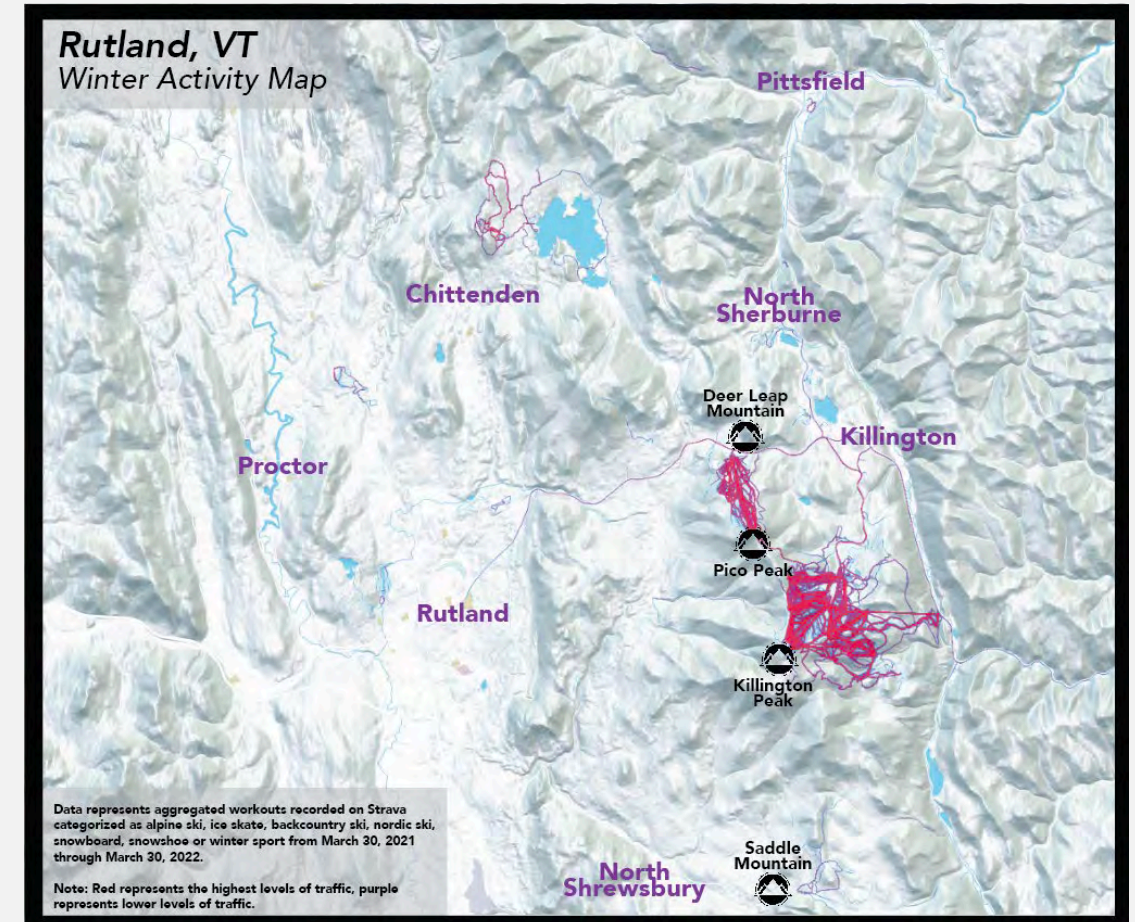 Rutland, VT
Winter Activity Map
Pittsfield
Chittenden
North
Sherburne
Deer Leap
Mountain
Killington
Proctor
Pico Peak
Rutland
Killington
Peak
Data represents aggregated workouts recorded on Strava
categorized as alpine ski, ice skate, backcountry ski, nordic ski,
snowboard, snowshoe or winter sport from March 30, 2021
through March 30, 2022.
Note: Red represents the highest levels of traffic, purple
represents lower levels of traffic.
North
Shrewsbury
Saddle
Mountain